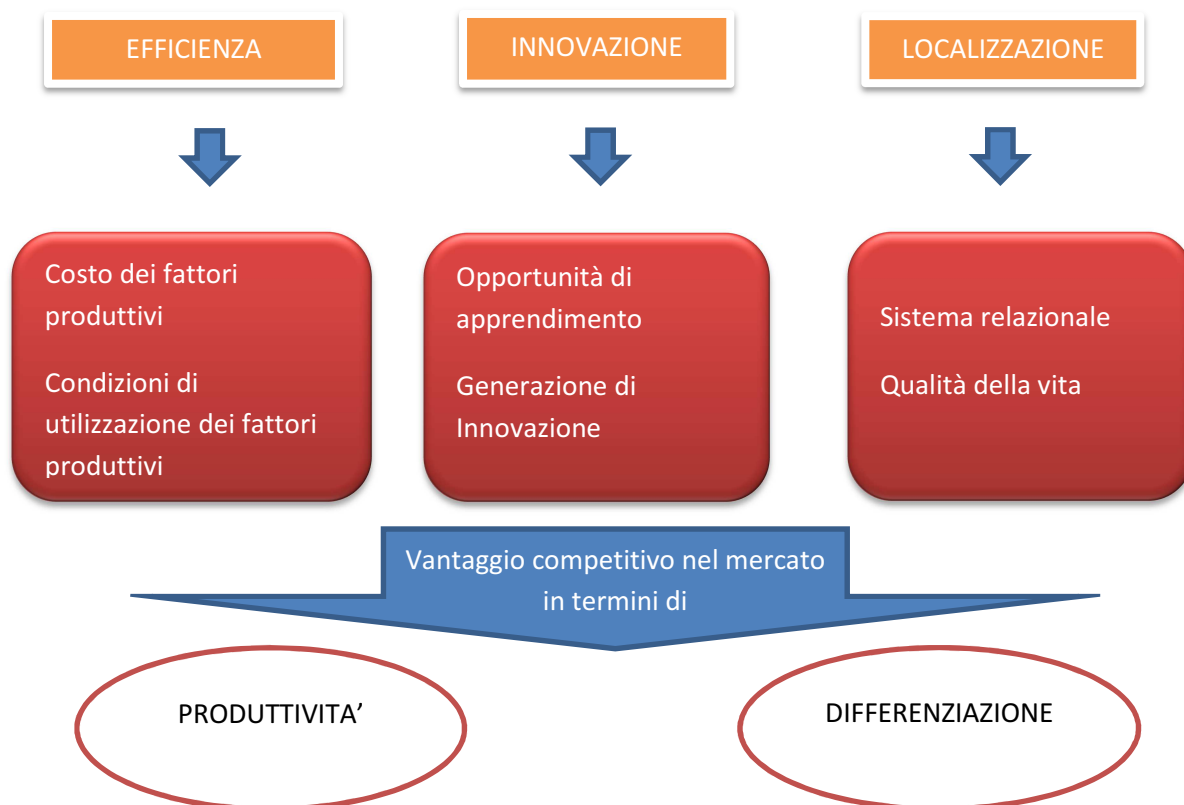 EFFICIENZA
INNOVAZIONE
LOCALIZZAZIONE
Costo dei fattori
produttivi
Condizioni di
utilizzazione dei fattori
produttivi
Opportunità di
apprendimento
Generazione di
Innovazione
Sistema relazionale
Qualità della vita
Vantaggio competitivo nel mercato
in termini di
PRODUTTIVITA’
DIFFERENZIAZIONE